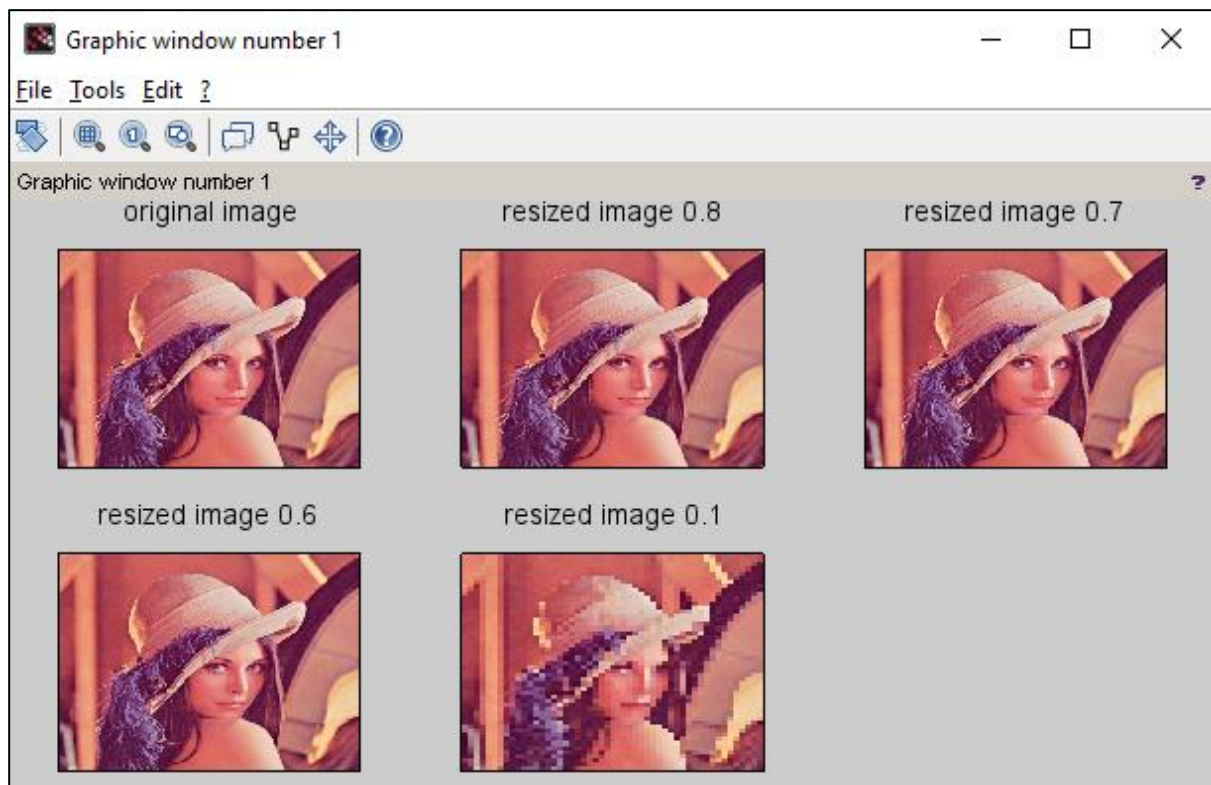 Graphic window number 1
File Tools Edit ?
Graphic window number 1 ?
original image resized image 0.8 resized image 0.7
resized image 0.6 resized image 0.1